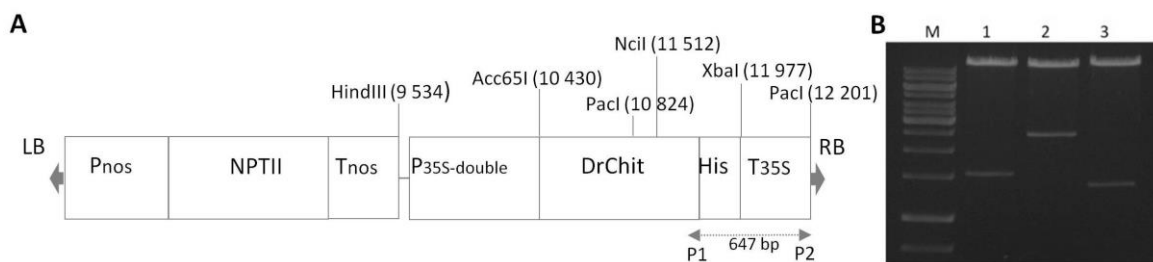 A
B
M 1 2 3
NciI (11 512)
Acc65I (10 430)
XbaI (11 977)
HindIII (9 534)
PacI (10 824)
PacI (12 201)
LB
RB
Pnos
NPTII
Tnos
P35S-double
DrChit
His
T35S
P1
647 bp
P2